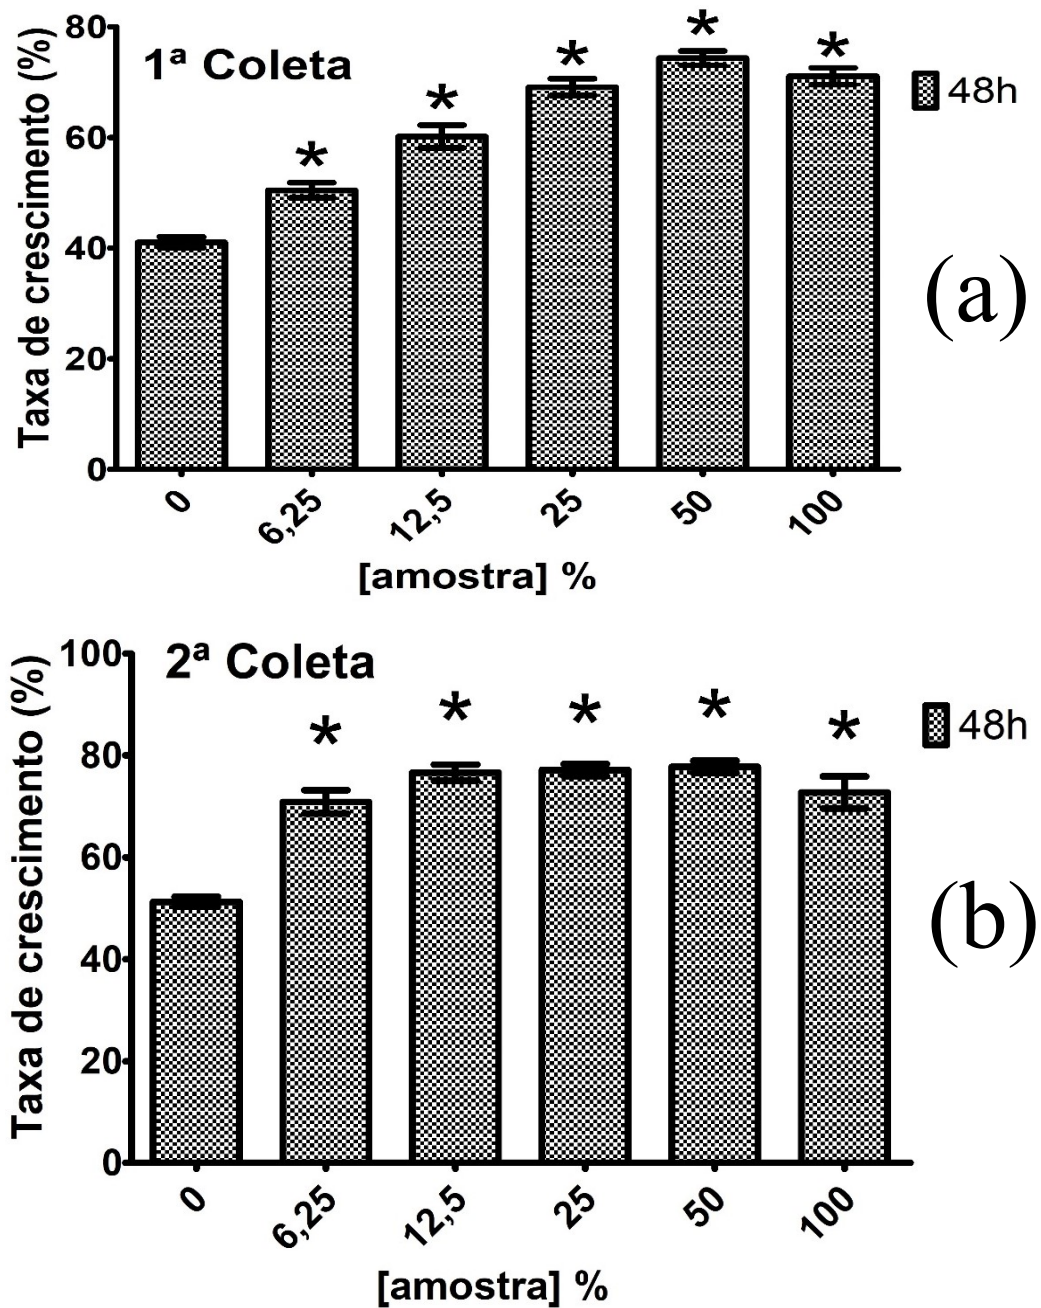 1ª Coleta
Taxa de crescimento (%)
80
60
40
20
0
* * * * *
48h
(a)
0 6,25 12,5 25 50 100
[amostra] %
2ª Coleta
Taxa de crescimento (%)
100
80
60
40
20
0
* * * * *
48h
(b)
0 6,25 12,5 25 50 100
[amostra] %